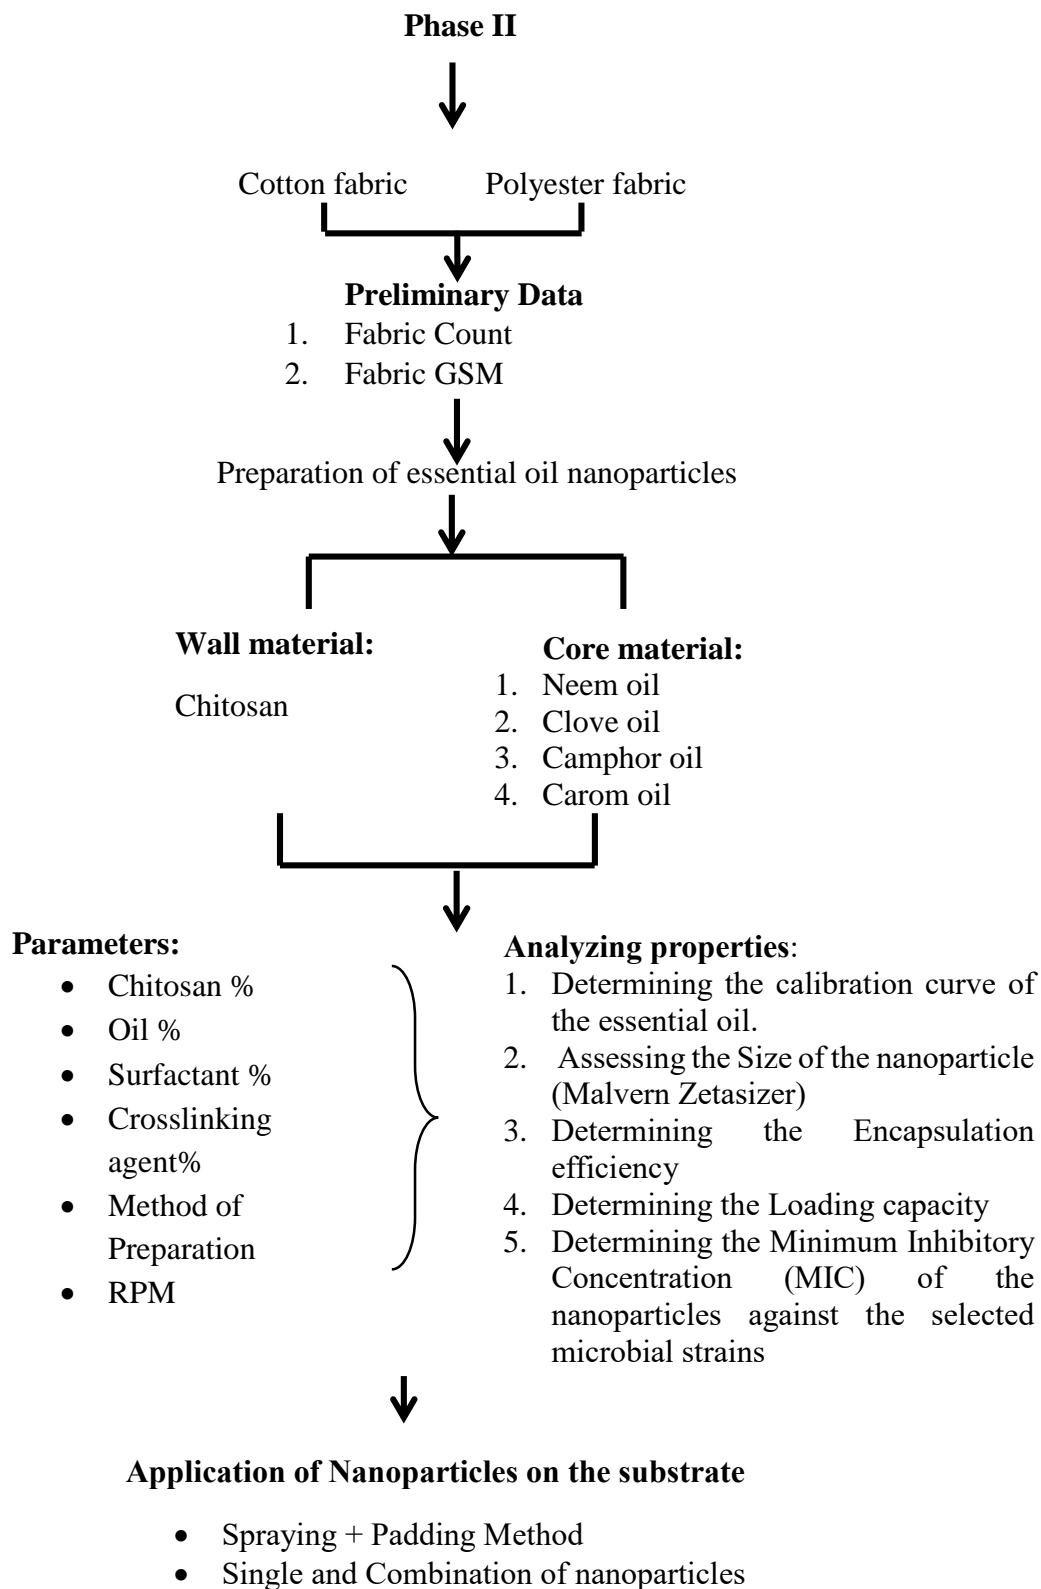 Phase II
Cotton fabric Polyester fabric
Preliminary Data
1. Fabric Count
2. Fabric GSM
Preparation of essential oil nanoparticles
Wall material:
Chitosan
Core material:
1. Neem oil
2. Clove oil
3. Camphor oil
4. Carom oil
Parameters:
• Chitosan %
• Oil %
• Surfactant %
• Crosslinking
agent%
• Method of
Preparation
• RPM
Analyzing properties:
1. Determining the calibration curve of
the essential oil.
2. Assessing the Size of the nanoparticle
(Malvern Zetasizer)
3. Determining the Encapsulation
efficiency
4. Determining the Loading capacity
5. Determining the Minimum Inhibitory
Concentration (MIC) of the
nanoparticles against the selected
microbial strains
Application of Nanoparticles on the substrate
• Spraying + Padding Method
• Single and Combination of nanoparticles